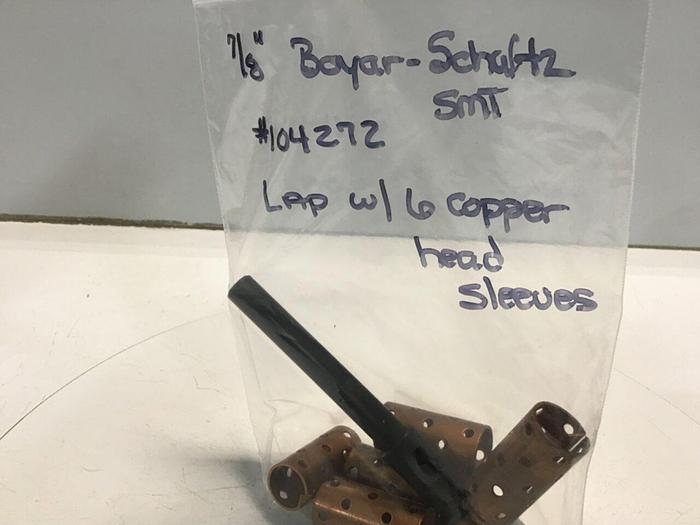 7/8" Boyar-Schultz
SMT
#104272
Lap w/ 6 copper
head
sleeves